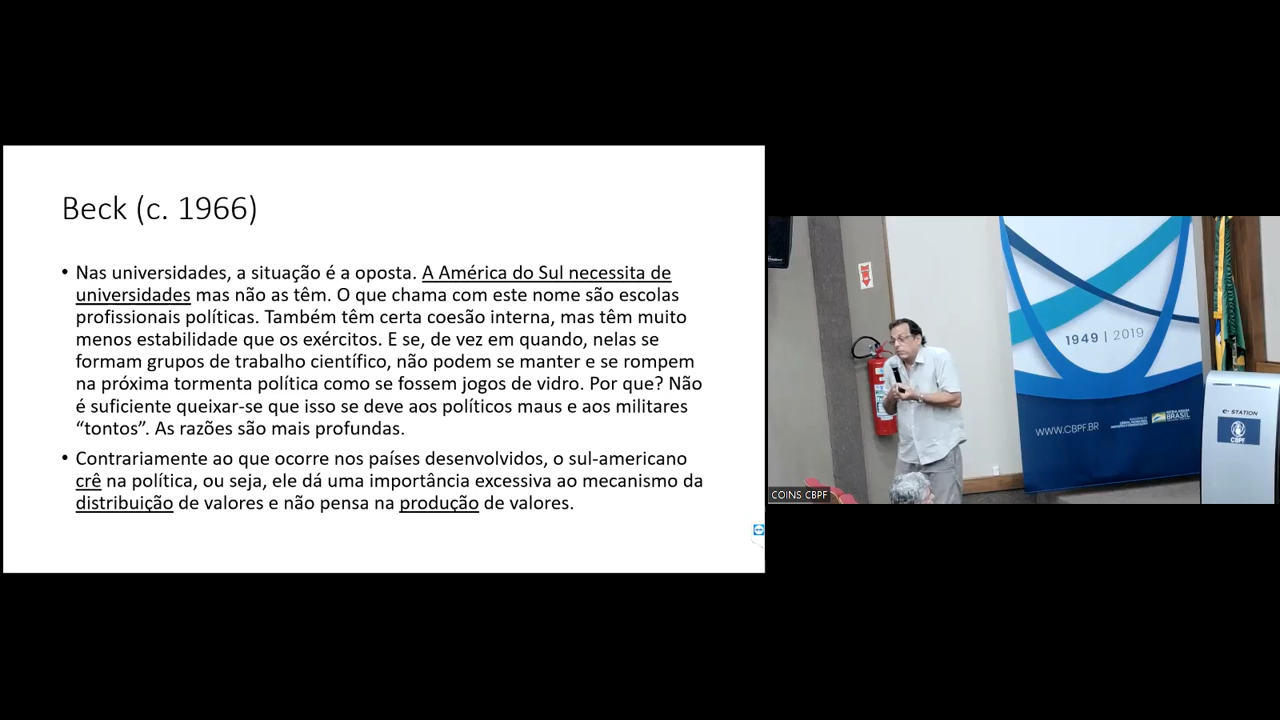 Beck (c. 1966)
• Nas universidades, a situação é a oposta. A América do Sul necessita de
universidades mas não as têm. O que chama com este nome são escolas
profissionais políticas. Também têm certa coesão interna, mas têm muito
menos estabilidade que os exércitos. E se, de vez em quando, nelas se
formam grupos de trabalho científico, não podem se manter e se rompem
na próxima tormenta política como se fossem jogos de vidro. Por que? Não
é suficiente queixar-se que isso se deve aos políticos maus e aos militares
“tontos”. As razões são mais profundas.
• Contrariamente ao que ocorre nos países desenvolvidos, o sul-americano
crê na política, ou seja, ele dá uma importância excessiva ao mecanismo da
distribuição de valores e não pensa na produção de valores.
1949 | 2019
WWW.CBPF.BR
BRASIL
e-STATION
CBPF
COINS CBPF